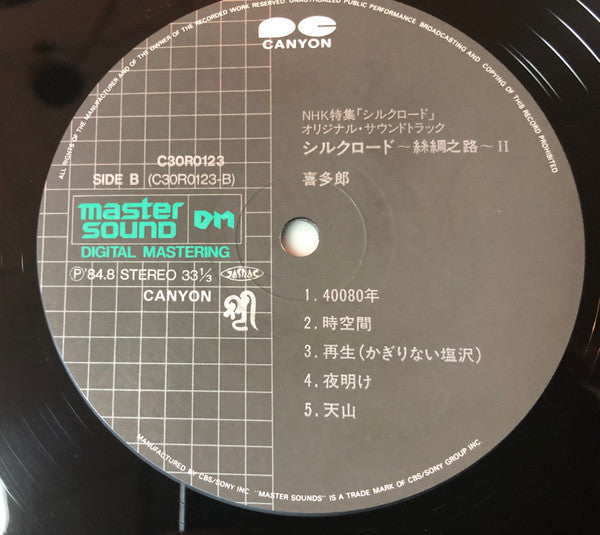 ALL RIGHTS OF THE MANUFACTURER AND OF THE OWNER OF THE RECORDED WORK RESERVED. UNAUTHORIZED PUBLIC PERFORMANCE BROADCASTING AND COPYING OF THIS RECORD PROHIBITED
CANYON
NHK特集「シルクロード」
オリジナル・サウンドトラック
シルクロード～絲綢之路～II
喜多郎
C30R0123
SIDE B (C30R0123-B)
master
sound DM
DIGITAL MASTERING
Ⓟ'84.8 STEREO 33 1/3 JASRAC
CANYON
1. 40080年
2. 時空間
3. 再生(かぎりない塩沢)
4. 夜明け
5. 天山
MANUFACTURED BY CBS/SONY INC. "MASTER SOUNDS" IS A TRADE MARK OF CBS/SONY GROUP INC.